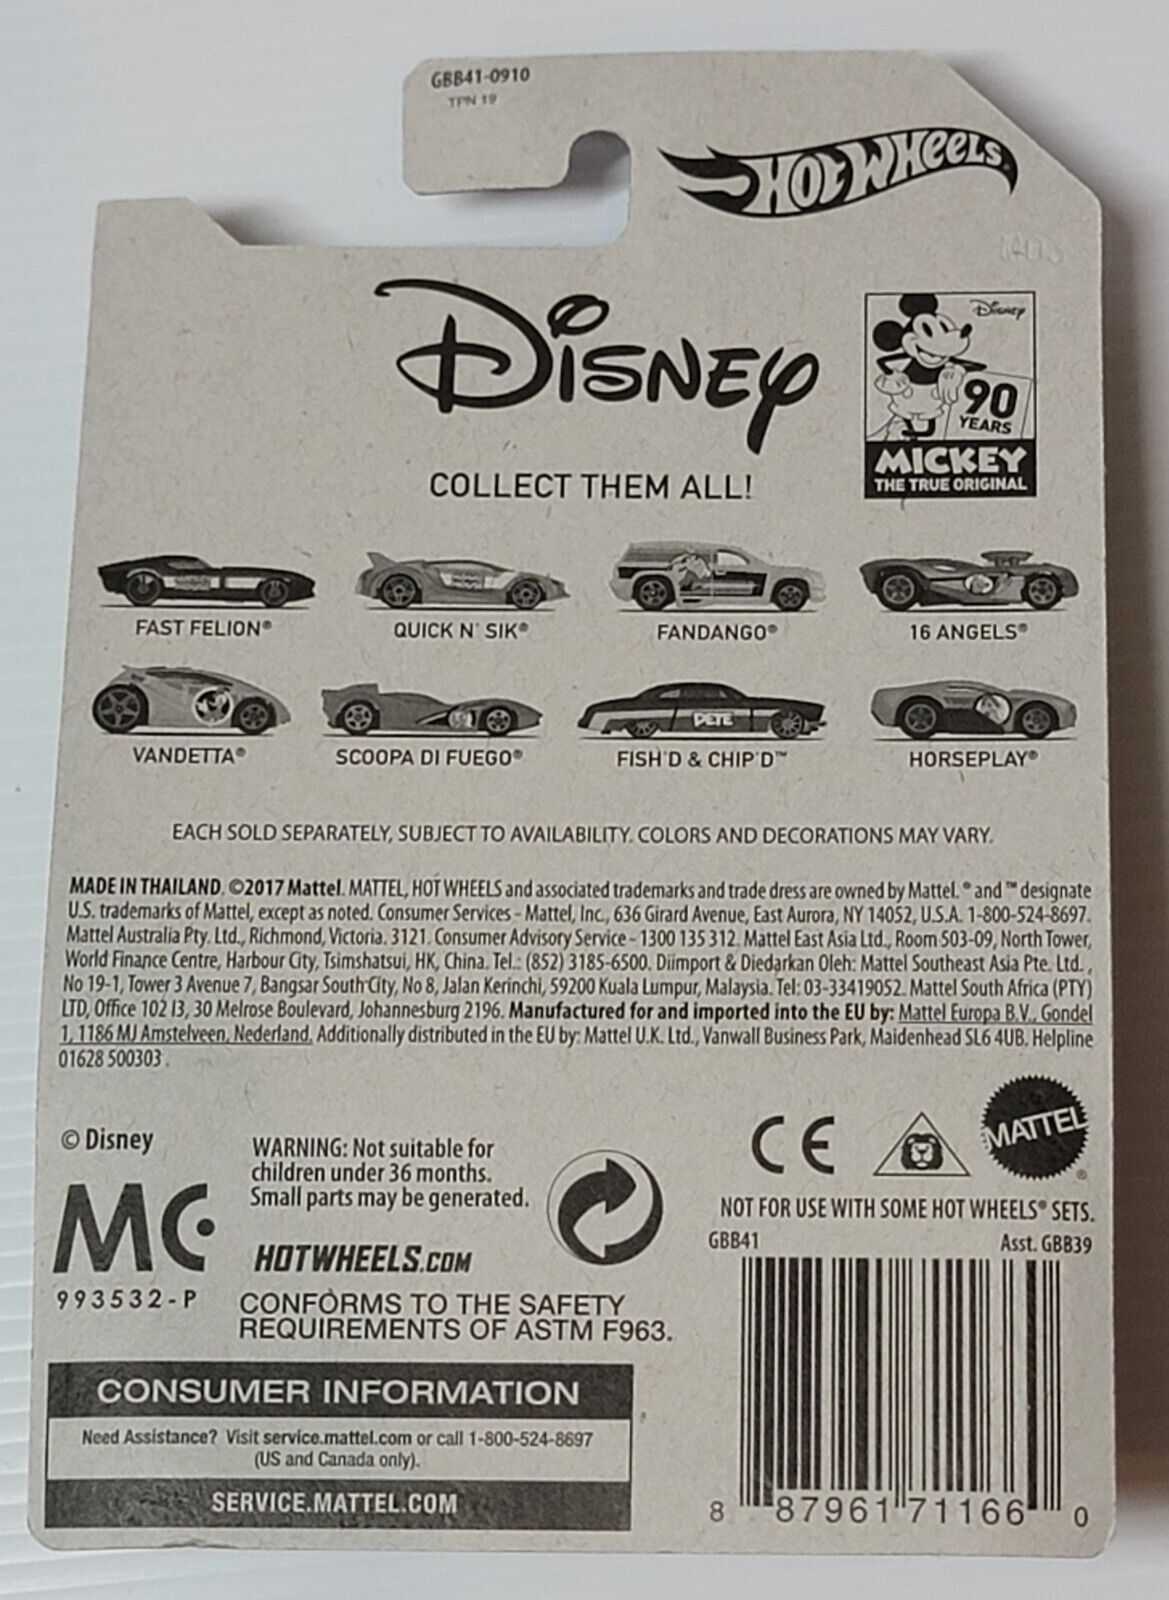 GBB41-0910
TPN 19
HOT WHEELS
DISNEY
Disney
90
YEARS
MICKEY
THE TRUE ORIGINAL
COLLECT THEM ALL!
FAST FELION®
QUICK N' SIK®
FANDANGO®
16 ANGELS®
VANDETTA®
SCOOPA DI FUEGO®
PETE
FISH'D & CHIP'D™
HORSEPLAY®
EACH SOLD SEPARATELY, SUBJECT TO AVAILABILITY. COLORS AND DECORATIONS MAY VARY.
MADE IN THAILAND. ©2017 Mattel. MATTEL, HOT WHEELS and associated trademarks and trade dress are owned by Mattel. ® and ™ designate
U.S. trademarks of Mattel, except as noted. Consumer Services - Mattel, Inc., 636 Girard Avenue, East Aurora, NY 14052, U.S.A. 1-800-524-8697.
Mattel Australia Pty. Ltd., Richmond, Victoria. 3121. Consumer Advisory Service - 1300 135 312. Mattel East Asia Ltd., Room 503-09, North Tower,
World Finance Centre, Harbour City, Tsimshatsui, HK, China. Tel.: (852) 3185-6500. Diimport & Diedarkan Oleh: Mattel Southeast Asia Pte. Ltd.,
No 19-1, Tower 3 Avenue 7, Bangsar South City, No 8, Jalan Kerinchi, 59200 Kuala Lumpur, Malaysia. Tel: 03-33419052. Mattel South Africa (PTY)
LTD, Office 102 I3, 30 Melrose Boulevard, Johannesburg 2196. Manufactured for and imported into the EU by: Mattel Europa B.V., Gondel
1, 1186 MJ Amstelveen, Nederland. Additionally distributed in the EU by: Mattel U.K. Ltd., Vanwall Business Park, Maidenhead SL6 4UB. Helpline
01628 500303.
© Disney
MC
993532-P
WARNING: Not suitable for
children under 36 months.
Small parts may be generated.
HOTWHEELS.COM
CONFORMS TO THE SAFETY
REQUIREMENTS OF ASTM F963.
CE
MATTEL®
NOT FOR USE WITH SOME HOT WHEELS® SETS.
GBB41
Asst. GBB39
CONSUMER INFORMATION
Need Assistance? Visit service.mattel.com or call 1-800-524-8697
(US and Canada only).
SERVICE.MATTEL.COM
8 87961 71166 0